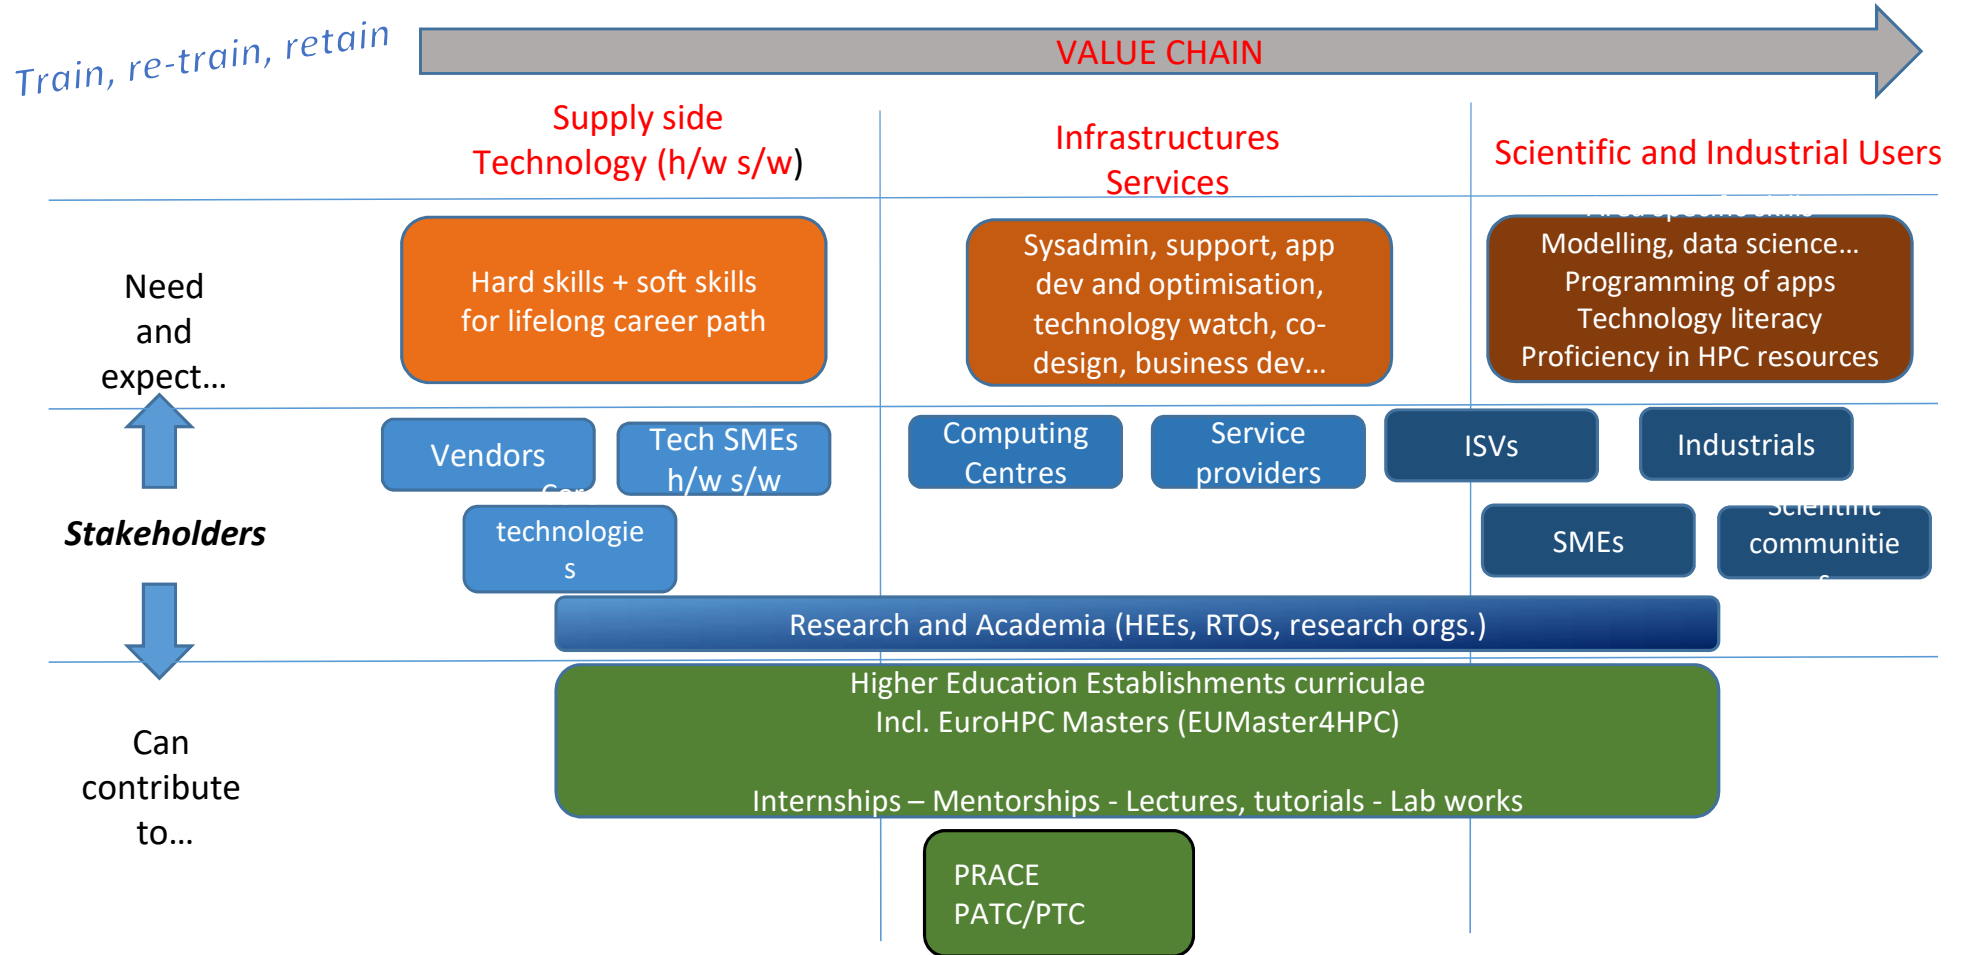 Train, re-train, retain
VALUE CHAIN
Supply side
Technology (h/w s/w)
Infrastructures
Services
Scientific and Industrial Users
Need
and
expect…
Hard skills + soft skills
for lifelong career path
Sysadmin, support, app
dev and optimisation,
technology watch, co-
design, business dev…
Area specific skills
Modelling, data science…
Programming of apps
Technology literacy
Proficiency in HPC resources
Stakeholders
Vendors
Tech SMEs
h/w s/w
technologie
s
Computing
Centres
Service
providers
ISVs
Industrials
SMEs
Scientific
communitie
s
Research and Academia (HEEs, RTOs, research orgs.)
Can
contribute
to…
Higher Education Establishments curriculae
Incl. EuroHPC Masters (EUMaster4HPC)
Internships – Mentorships - Lectures, tutorials - Lab works
PRACE
PATC/PTC